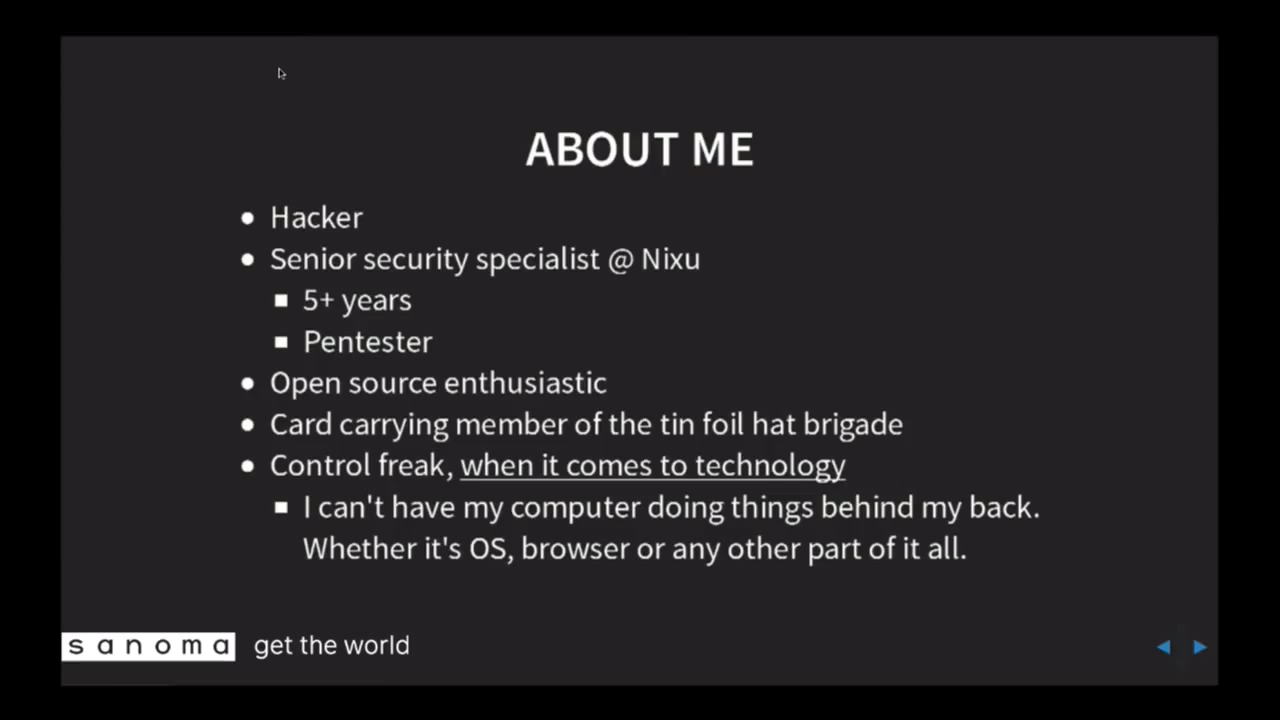 ABOUT ME
Hacker
Senior security specialist @ Nixu
5+ years
Pentester
Open source enthusiastic
Card carrying member of the tin foil hat brigade
Control freak, when it comes to technology
I can't have my computer doing things behind my back.
Whether it's OS, browser or any other part of it all.
sanoma get the world